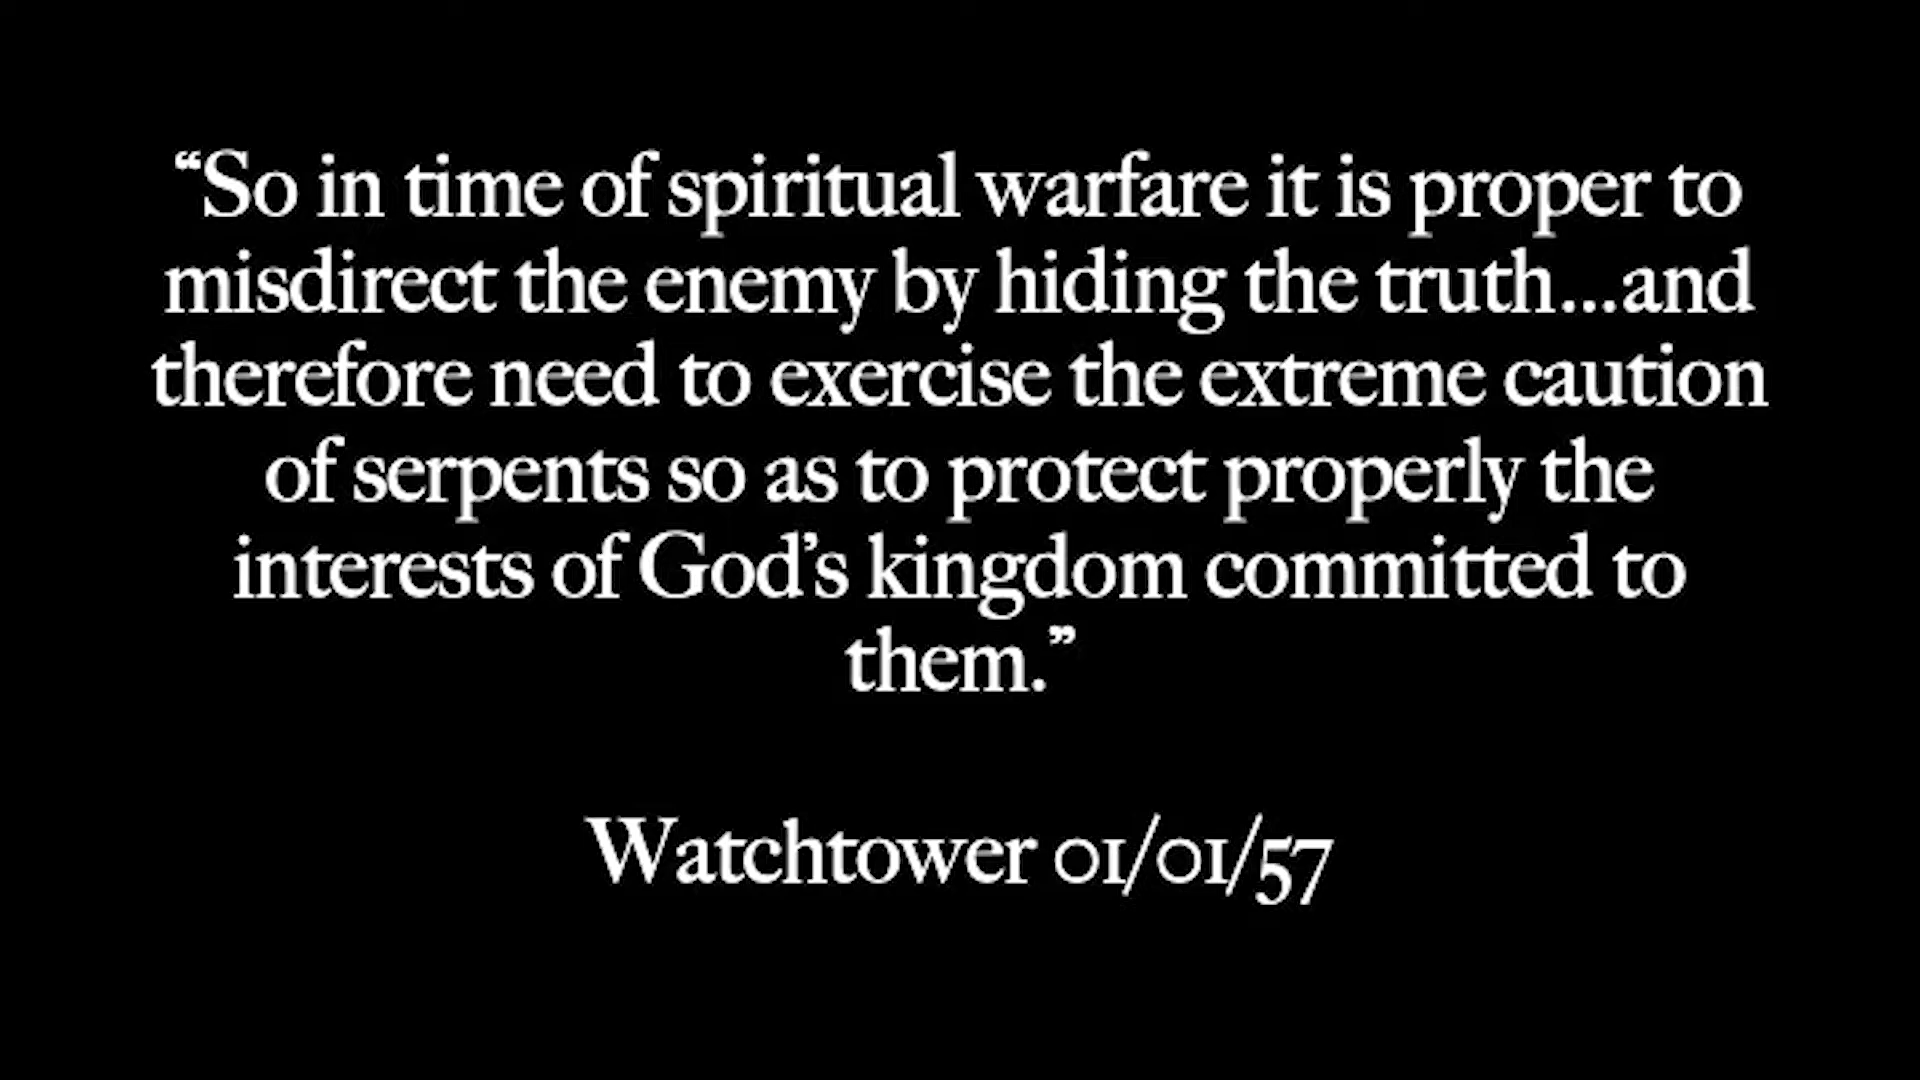 “So in time of spiritual warfare it is proper to
misdirect the enemy by hiding the truth...and
therefore need to exercise the extreme caution
of serpents so as to protect properly the
interests of God’s kingdom committed to
them.”
Watchtower 01/01/57